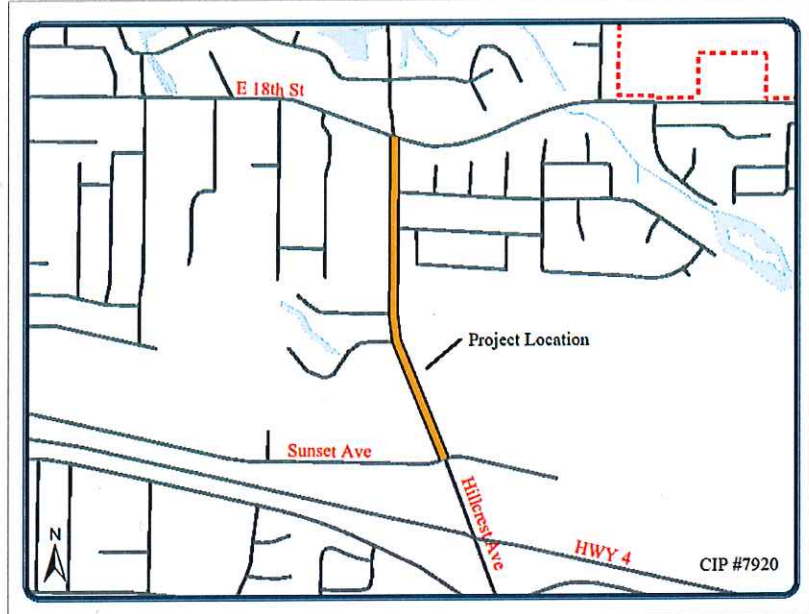 E 18th St
Project Location
Sunset Ave
Hillcrest Ave
HWY 4
N
CIP #7920